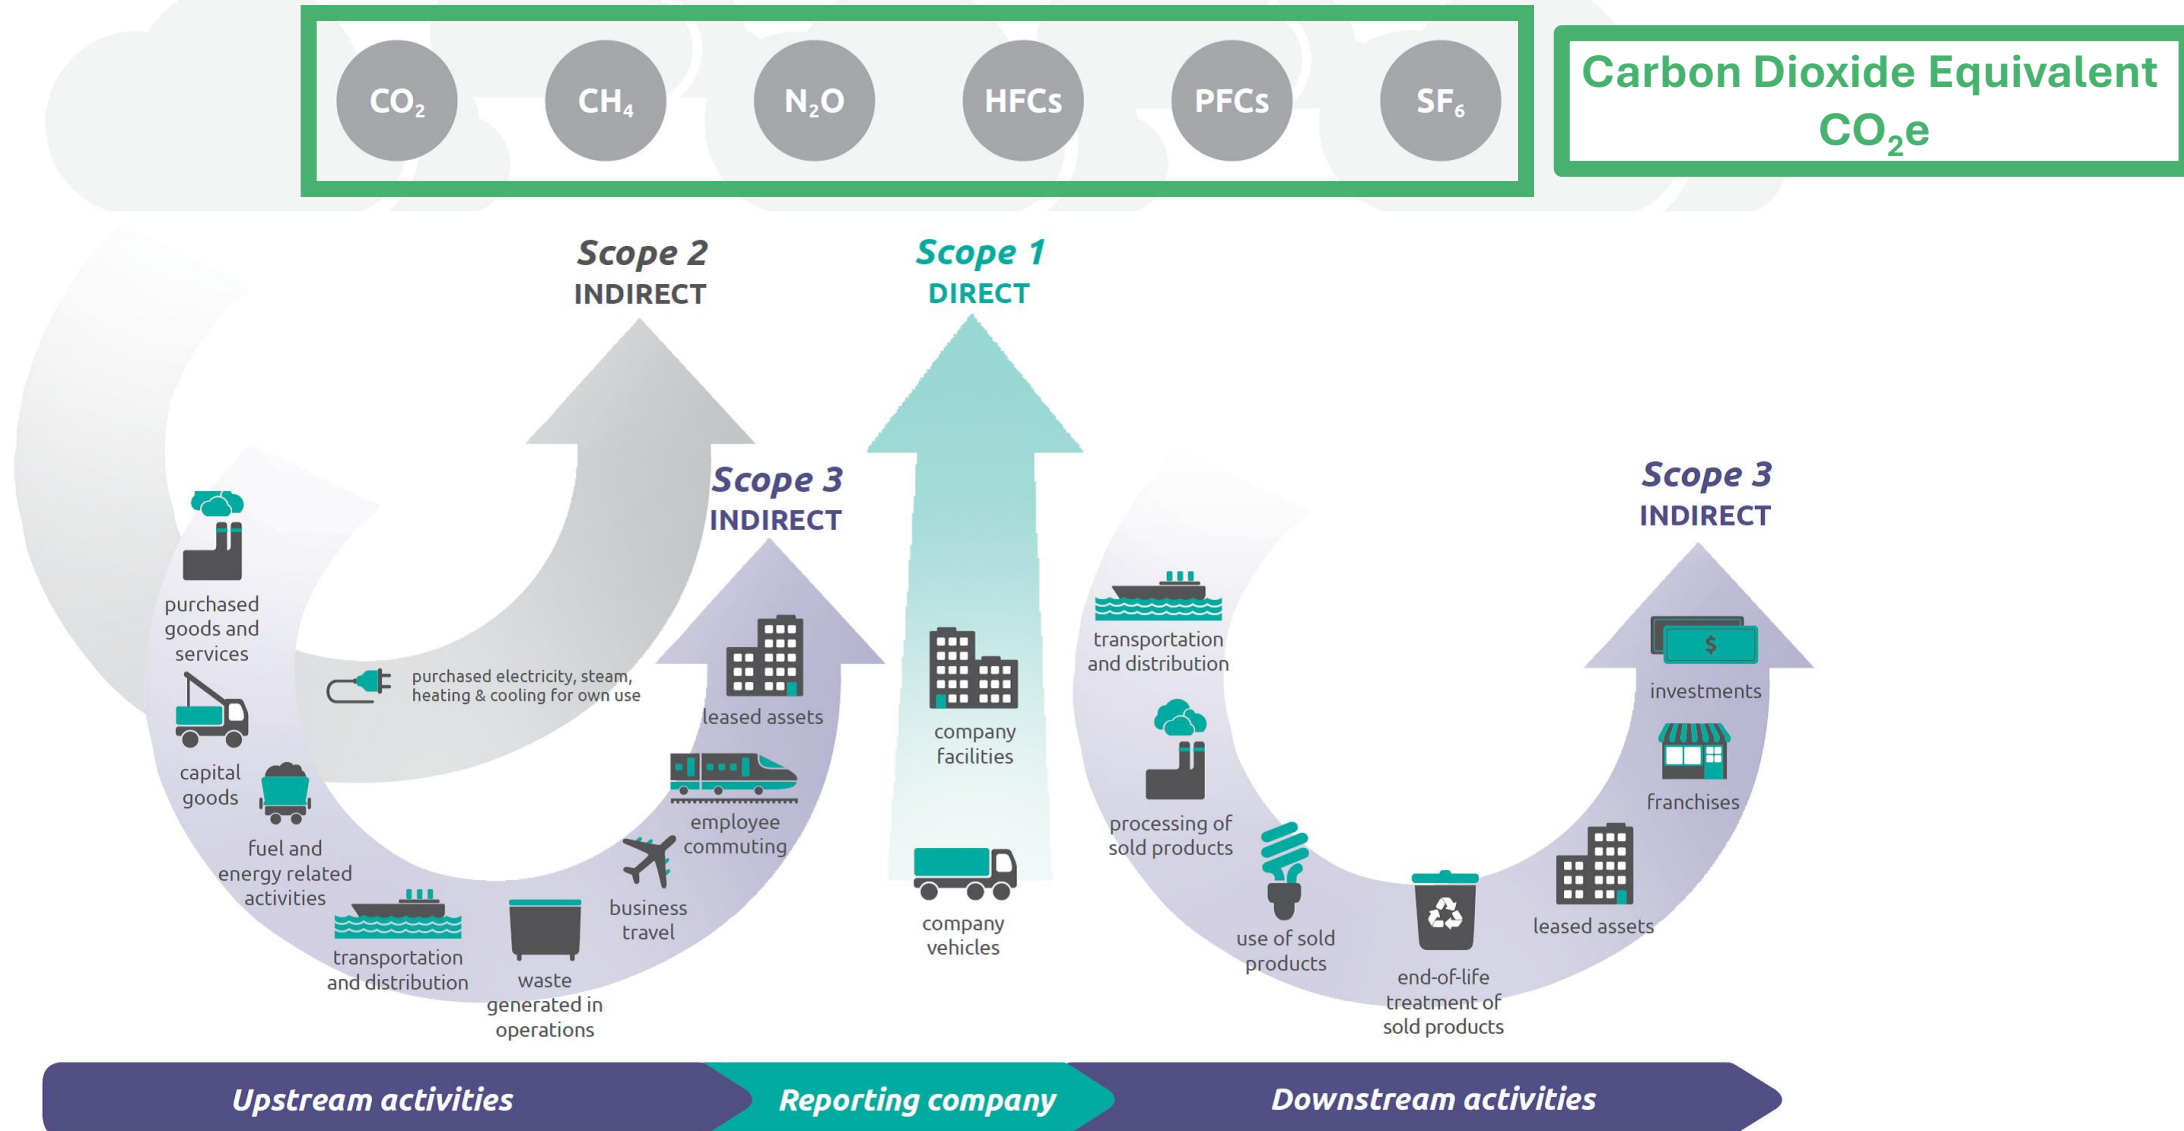 CO₂
CH₄
N₂O
HFCs
PFCs
SF₆
Carbon Dioxide Equivalent
CO₂e
Scope 2
INDIRECT
Scope 1
DIRECT
Scope 3
INDIRECT
Scope 3
INDIRECT
purchased
goods and
services
capital
goods
fuel and
energy related
activities
transportation
and distribution
waste
generated in
operations
business
travel
employee
commuting
leased assets
purchased electricity, steam,
heating & cooling for own use
company
facilities
company
vehicles
transportation
and distribution
processing of
sold products
use of sold
products
end-of-life
treatment of
sold products
leased assets
franchises
$
investments
Upstream activities
Reporting company
Downstream activities